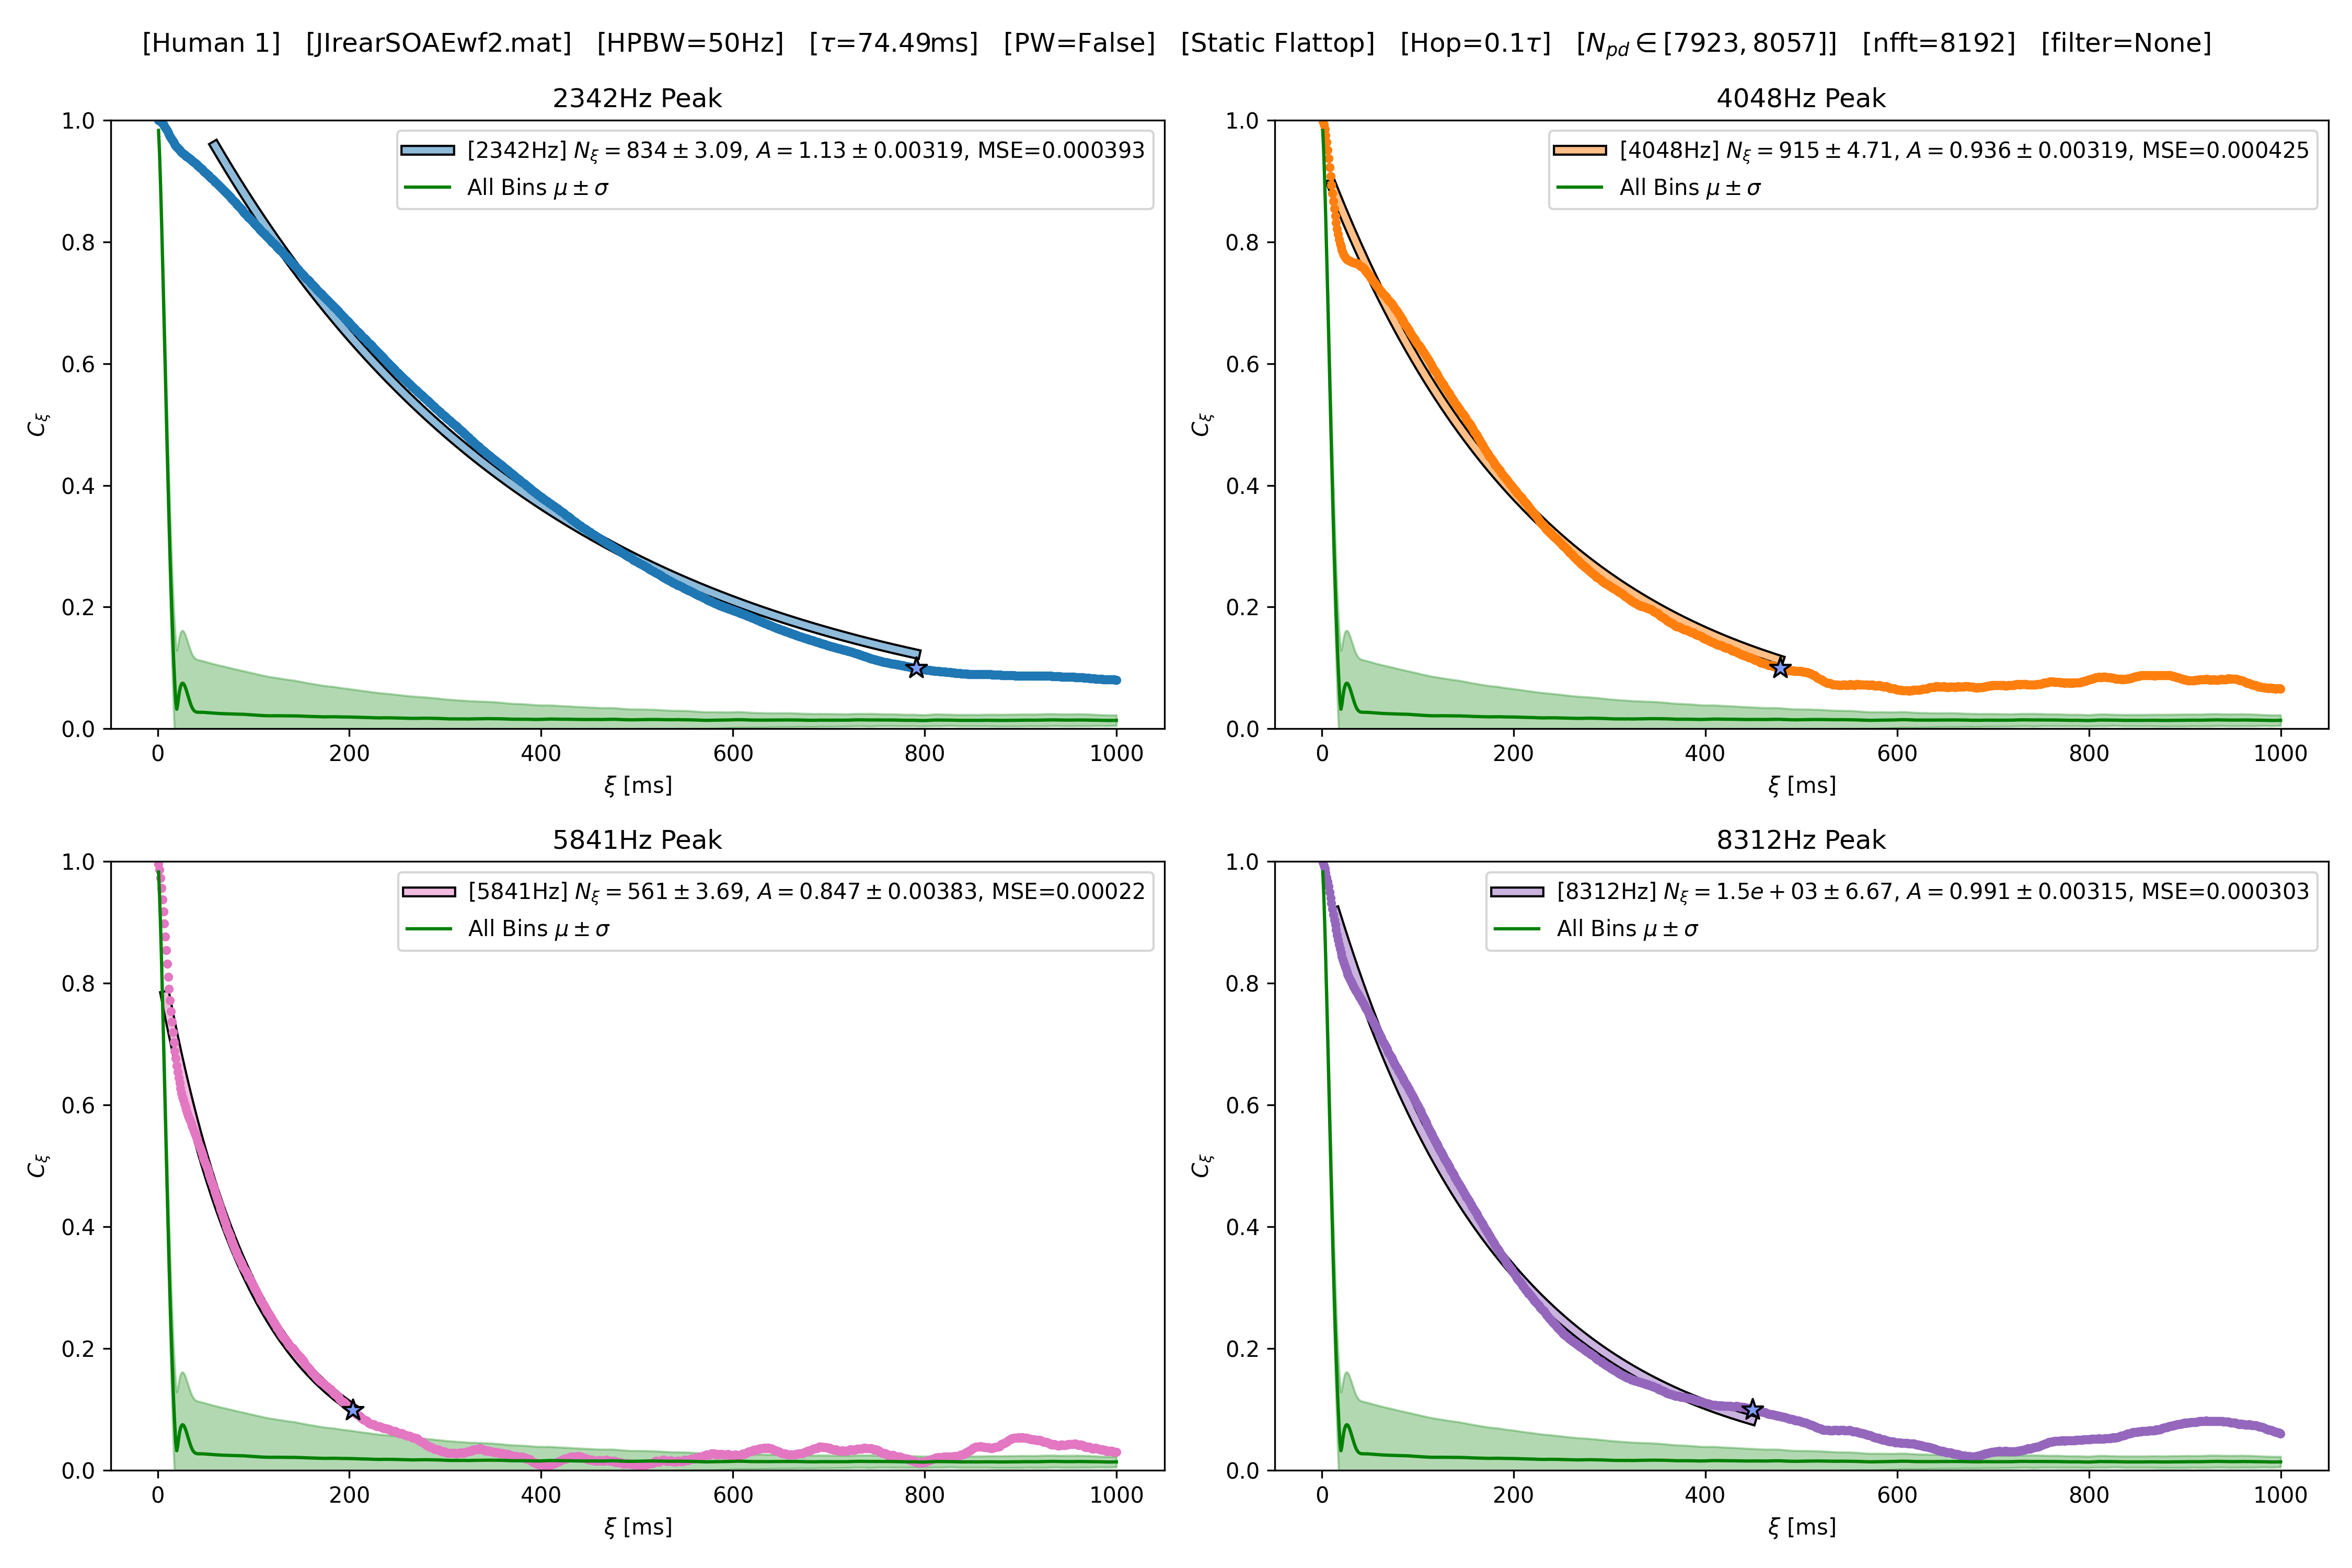 [Human 1] [JIrearSOAEwf2.mat] [HPBW=50Hz] [τ=74.49ms] [PW=False] [Static Flattop] [Hop=0.1τ] [N_pd ∈ [7923, 8057]] [nfft=8192] [filter=None]
2342Hz Peak
[2342Hz] N_ξ = 834 ± 3.09, A = 1.13 ± 0.00319, MSE=0.000393
All Bins μ ± σ
1.0
0.8
0.6
0.4
0.2
0.0
C_ξ
0 200 400 600 800 1000
ξ [ms]
4048Hz Peak
[4048Hz] N_ξ = 915 ± 4.71, A = 0.936 ± 0.00319, MSE=0.000425
All Bins μ ± σ
1.0
0.8
0.6
0.4
0.2
0.0
C_ξ
0 200 400 600 800 1000
ξ [ms]
5841Hz Peak
[5841Hz] N_ξ = 561 ± 3.69, A = 0.847 ± 0.00383, MSE=0.00022
All Bins μ ± σ
1.0
0.8
0.6
0.4
0.2
0.0
C_ξ
0 200 400 600 800 1000
ξ [ms]
8312Hz Peak
[8312Hz] N_ξ = 1.5e + 03 ± 6.67, A = 0.991 ± 0.00315, MSE=0.000303
All Bins μ ± σ
1.0
0.8
0.6
0.4
0.2
0.0
C_ξ
0 200 400 600 800 1000
ξ [ms]